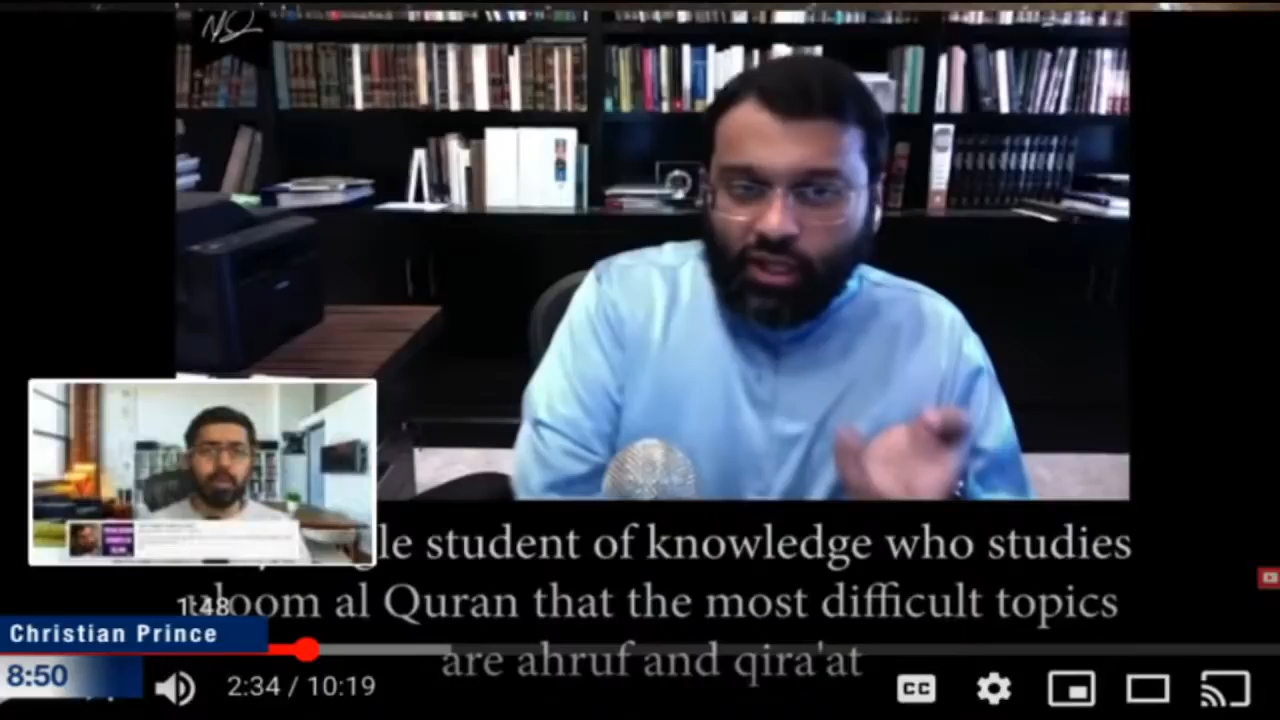 le student of knowledge who studies
uloom al Quran that the most difficult topics
are ahruf and qira'at
1:48
Christian Prince
8:50
2:34 / 10:19
CC